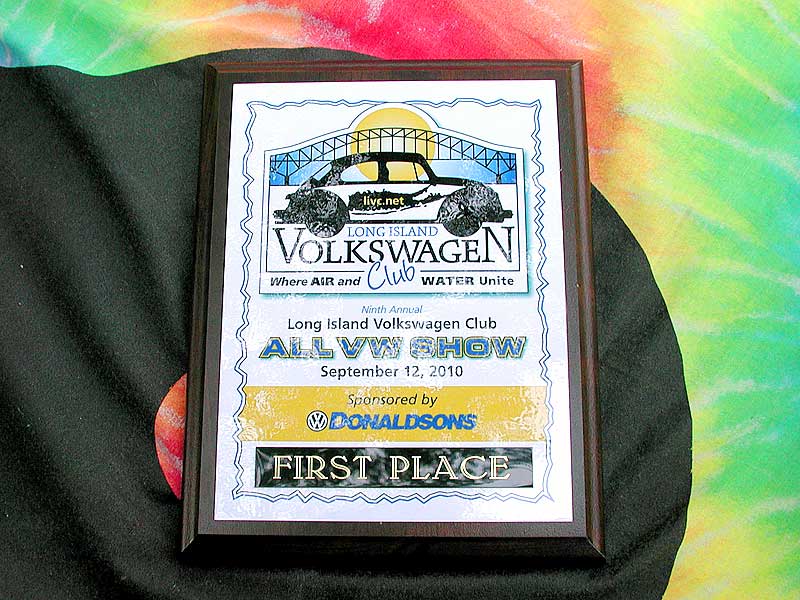 livc.net
LONG ISLAND
VOLKSWAGEN
Club
Where AIR and WATER Unite
Ninth Annual
Long Island Volkswagen Club
ALL VW SHOW
September 12, 2010
Sponsored by
DONALDSONS
FIRST PLACE